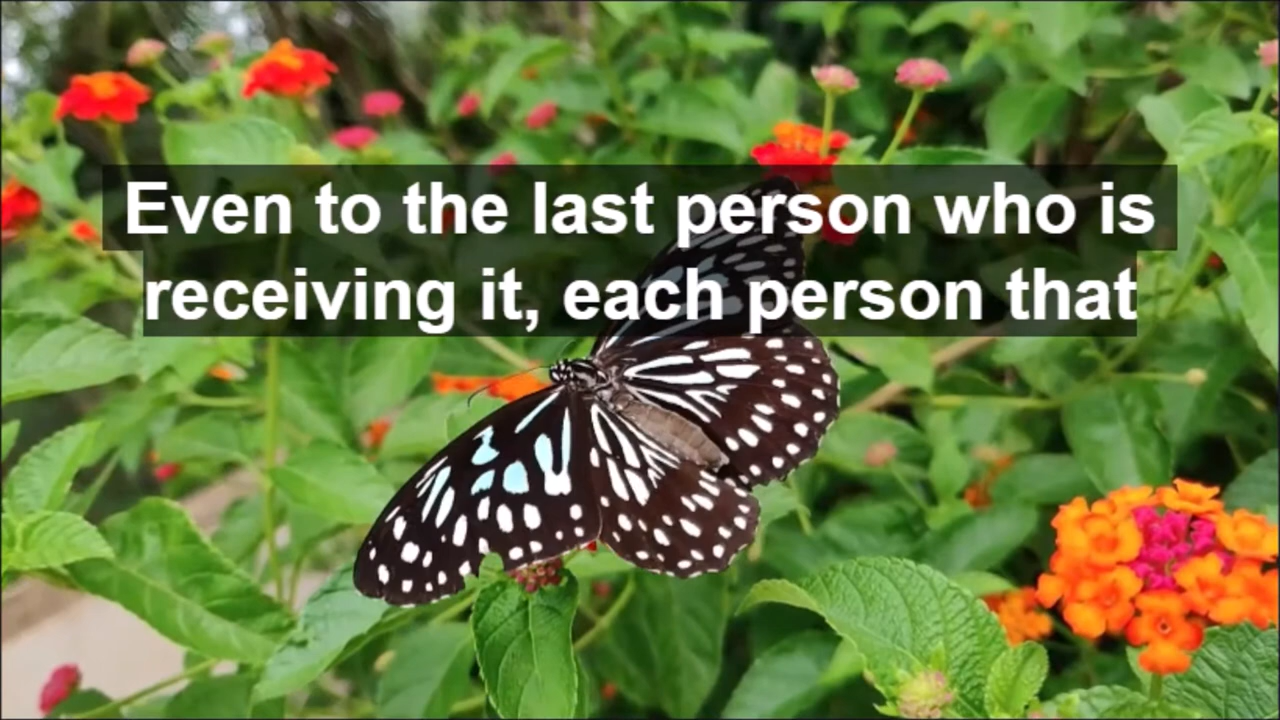 Even to the last person who is
receiving it, each person that